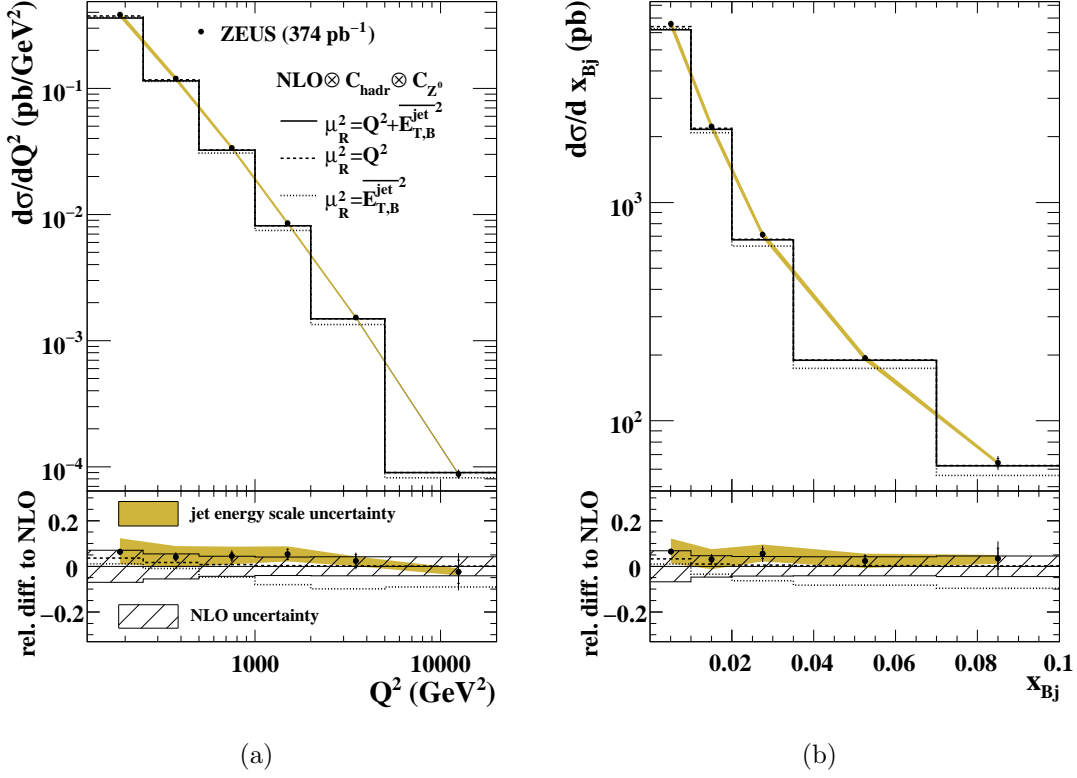 dσ/dQ² (pb/GeV²)
10⁻¹
10⁻²
10⁻³
10⁻⁴
ZEUS (374 pb⁻¹)
NLO⊗ C_hadr ⊗ C_Z⁰
μ_R²=Q²+E_T,B^jet ²
μ_R²=Q²
μ_R²=E_T,B^jet ²
rel. diff. to NLO
0.2
0
−0.2
jet energy scale uncertainty
NLO uncertainty
1000
10000
Q² (GeV²)
(a)
dσ/d x_Bj (pb)
10³
10²
rel. diff. to NLO
0.2
0
−0.2
0.02
0.04
0.06
0.08
0.1
x_Bj
(b)